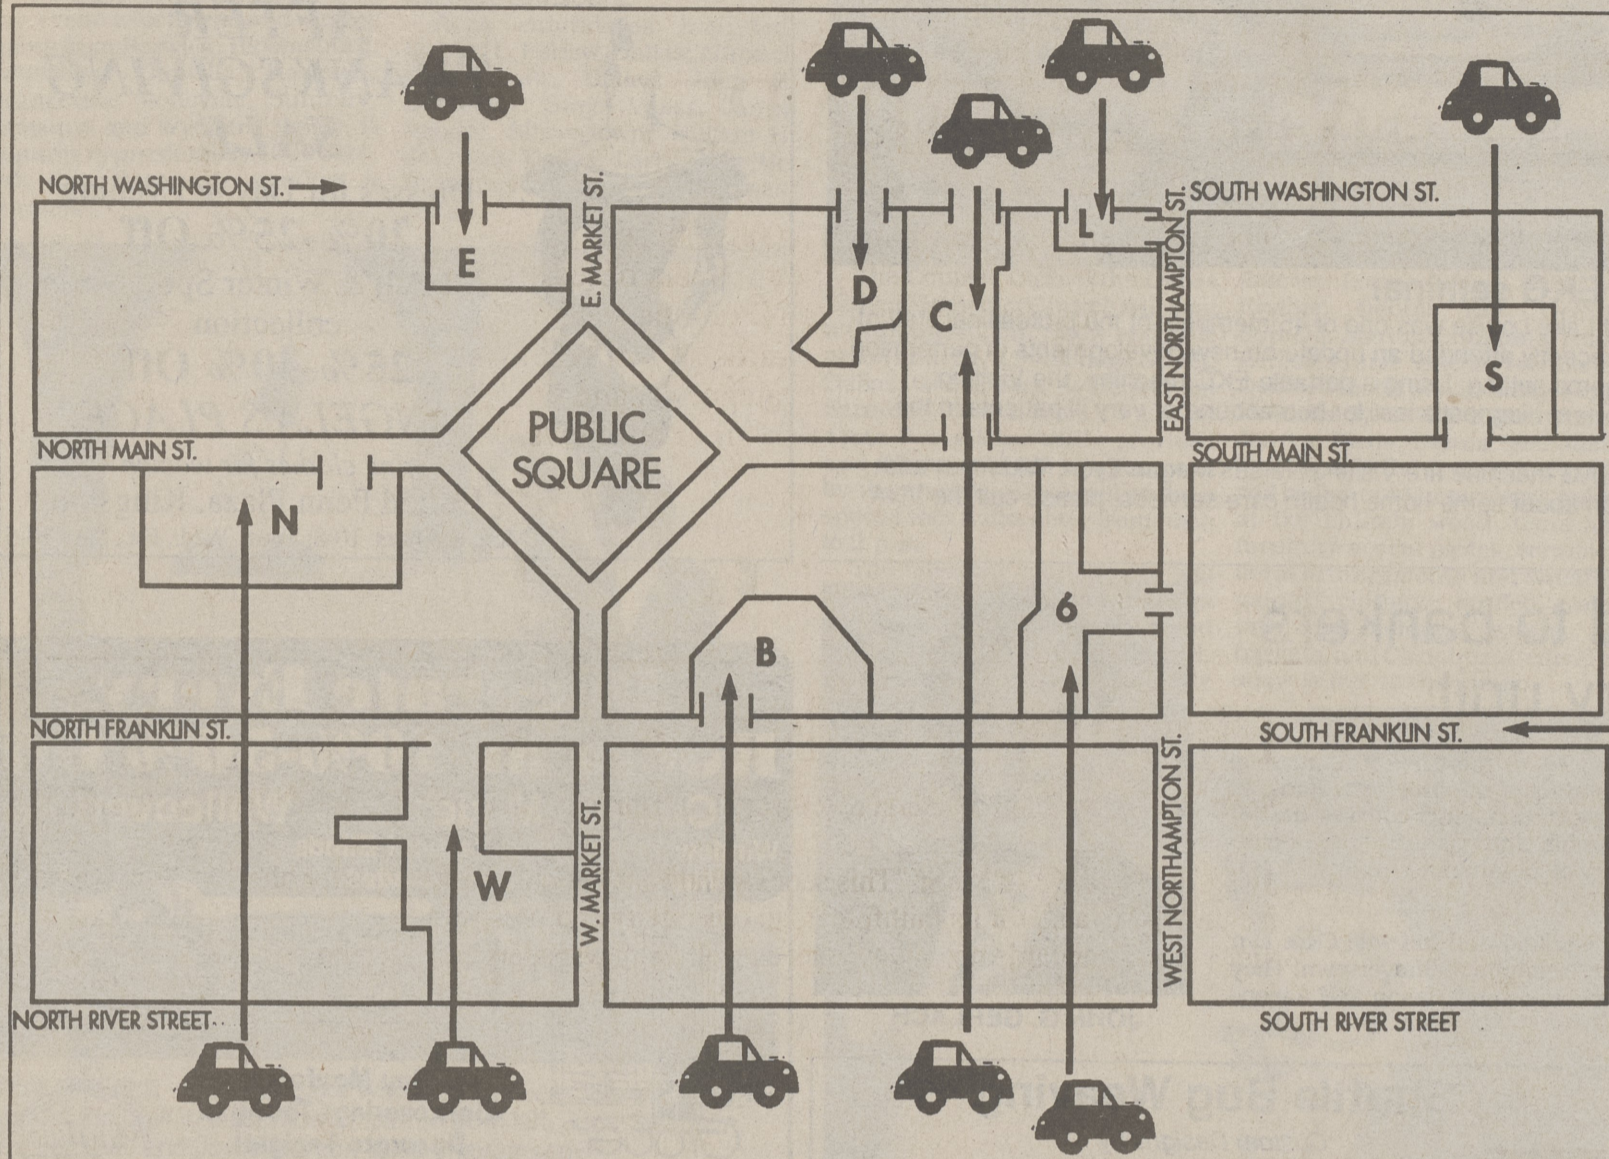 NORTH WASHINGTON ST.
E. MARKET ST.
SOUTH WASHINGTON ST.
E
L
D
C
EAST NORTHAMPTON ST.
S
PUBLIC
SQUARE
NORTH MAIN ST.
SOUTH MAIN ST.
N
6
B
NORTH FRANKLIN ST.
SOUTH FRANKLIN ST.
W
W. MARKET ST.
WEST NORTHAMPTON ST.
NORTH RIVER STREET
SOUTH RIVER STREET